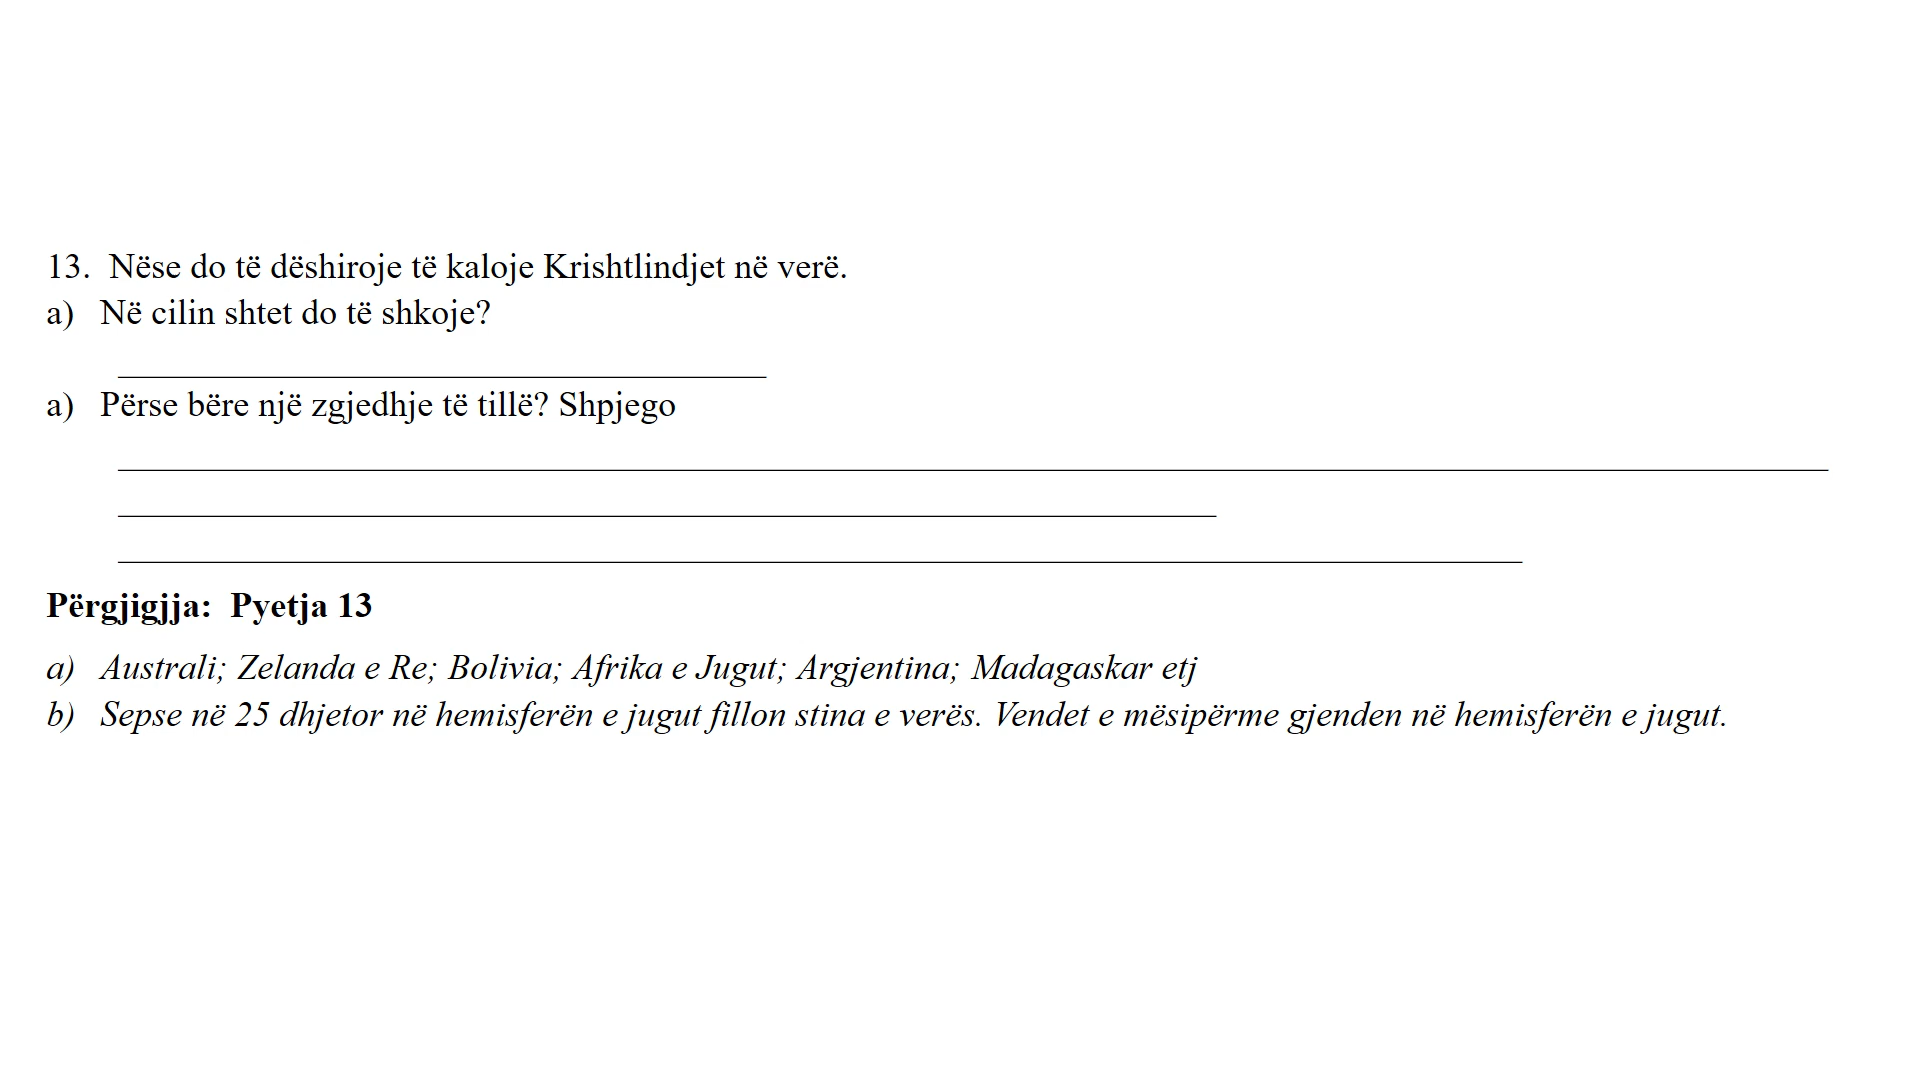 13. Nëse do të dëshiroje të kaloje Krishtlindjet në verë.
a) Në cilin shtet do të shkoje?
a) Përse bëre një zgjedhje të tillë? Shpjego
Përgjigjja: Pyetja 13
a) Australi; Zelanda e Re; Bolivia; Afrika e Jugut; Argjentina; Madagaskar etj
b) Sepse në 25 dhjetor në hemisferën e jugut fillon stina e verës. Vendet e mësipërme gjenden në hemisferën e jugut.